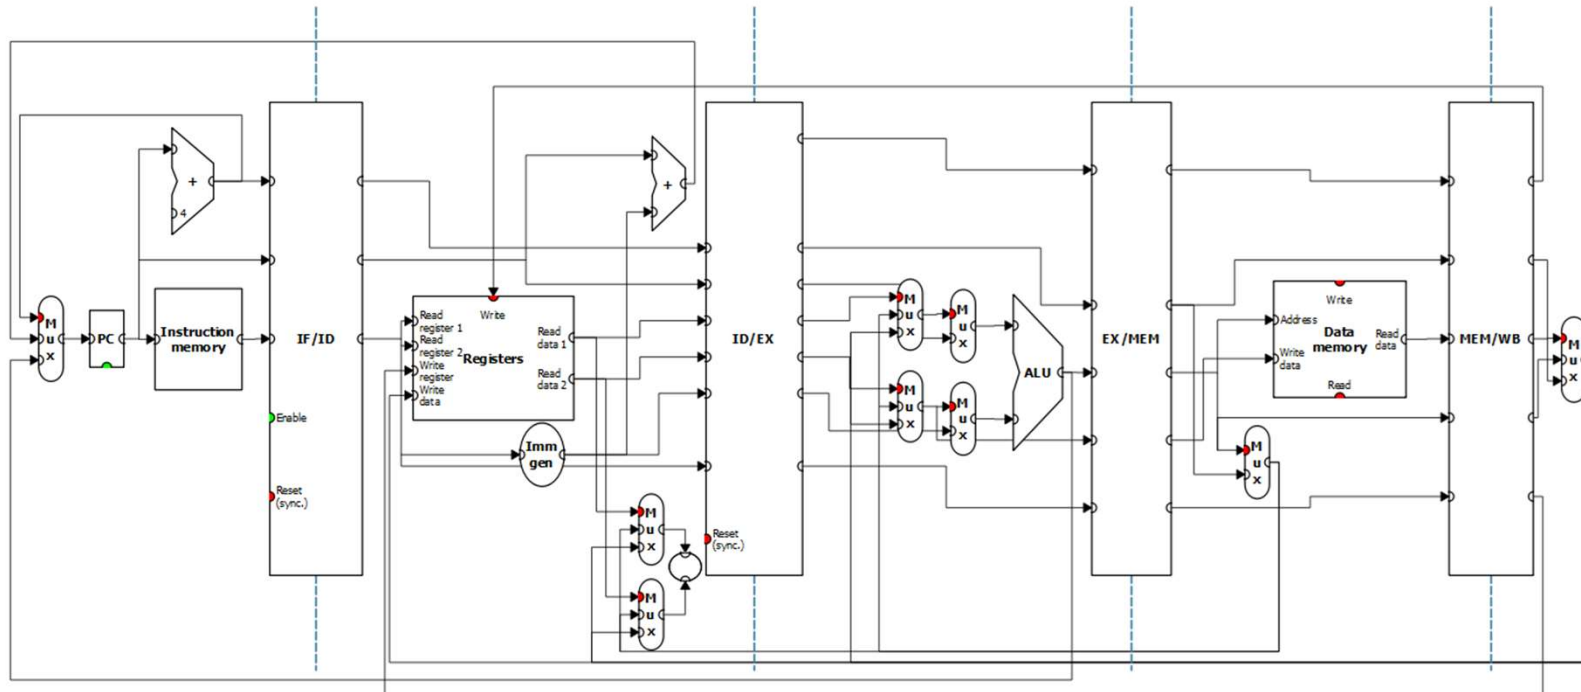 +
4
M
u
x
PC
Instruction
memory
IF/ID
Enable
Reset
(sync.)
Read
register 1
Read
register 2
Write
register
Write
data
Write
Registers
Read
data 1
Read
data 2
Imm
gen
+
M
u
x
M
u
x
ID/EX
Reset
(sync.)
M
u
x
M
u
x
M
u
x
M
u
x
ALU
EX/MEM
M
u
x
Write
Address
Write
data
Data
memory
Read
data
Read
MEM/WB
M
u
x